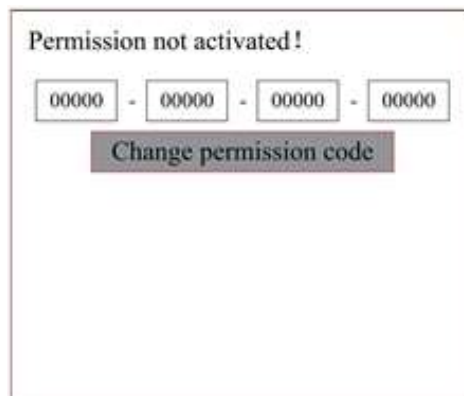 Permission not activated!
00000 - 00000 - 00000 - 00000
Change permission code